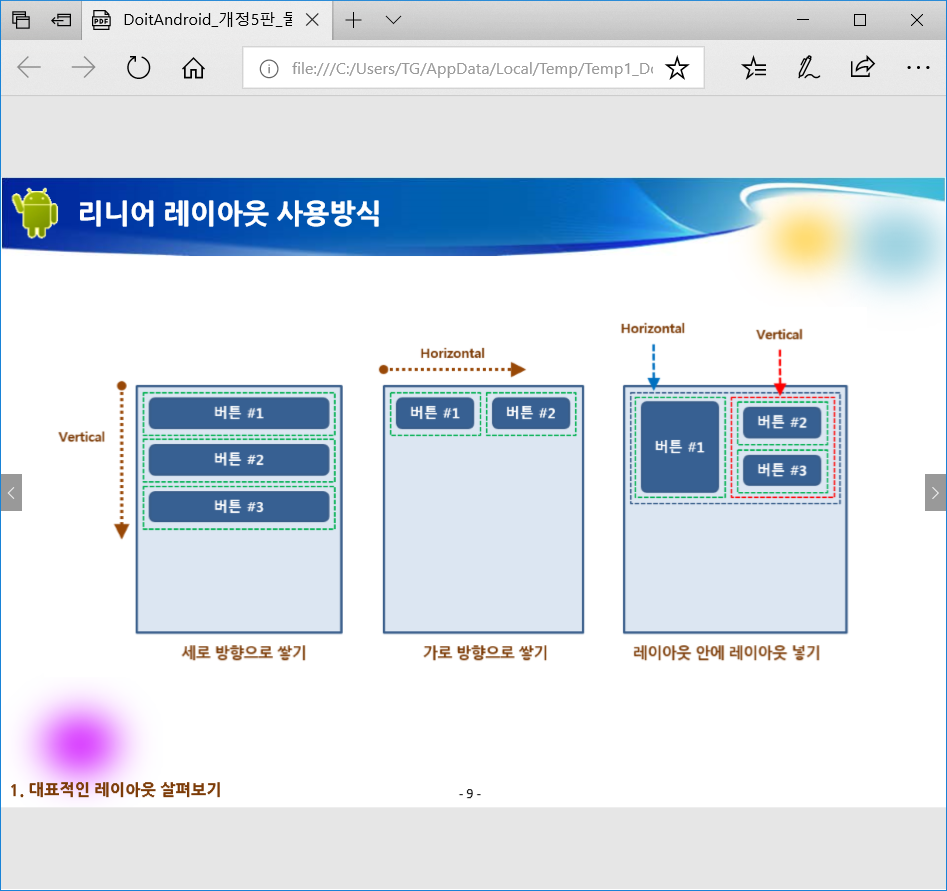 DoitAndroid_개정5판_둘
file:///C:/Users/TG/AppData/Local/Temp/Temp1_Do
리니어 레이아웃 사용방식
Horizontal
Vertical
Horizontal
Vertical
버튼 #1
버튼 #2
버튼 #3
버튼 #1
버튼 #2
버튼 #1
버튼 #2
버튼 #3
세로 방향으로 쌓기
가로 방향으로 쌓기
레이아웃 안에 레이아웃 넣기
1. 대표적인 레이아웃 살펴보기
- 9 -